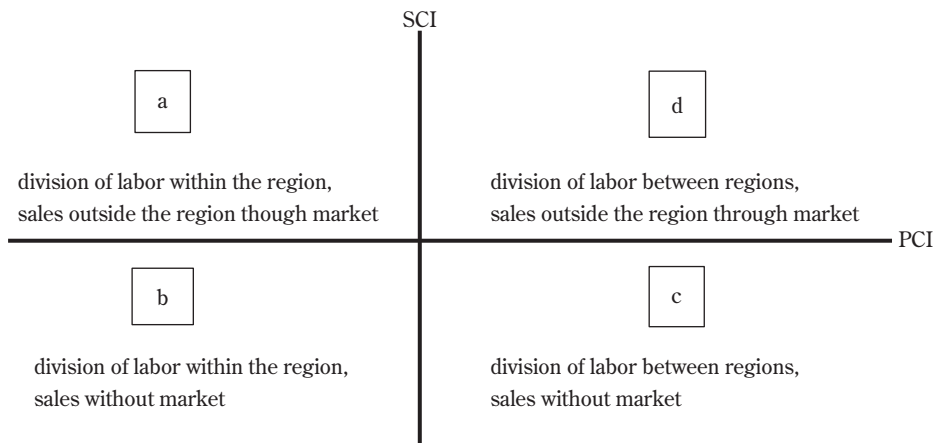 SCI
a
division of labor within the region,
sales outside the region though market
d
division of labor between regions,
sales outside the region through market
PCI
b
division of labor within the region,
sales without market
c
division of labor between regions,
sales without market